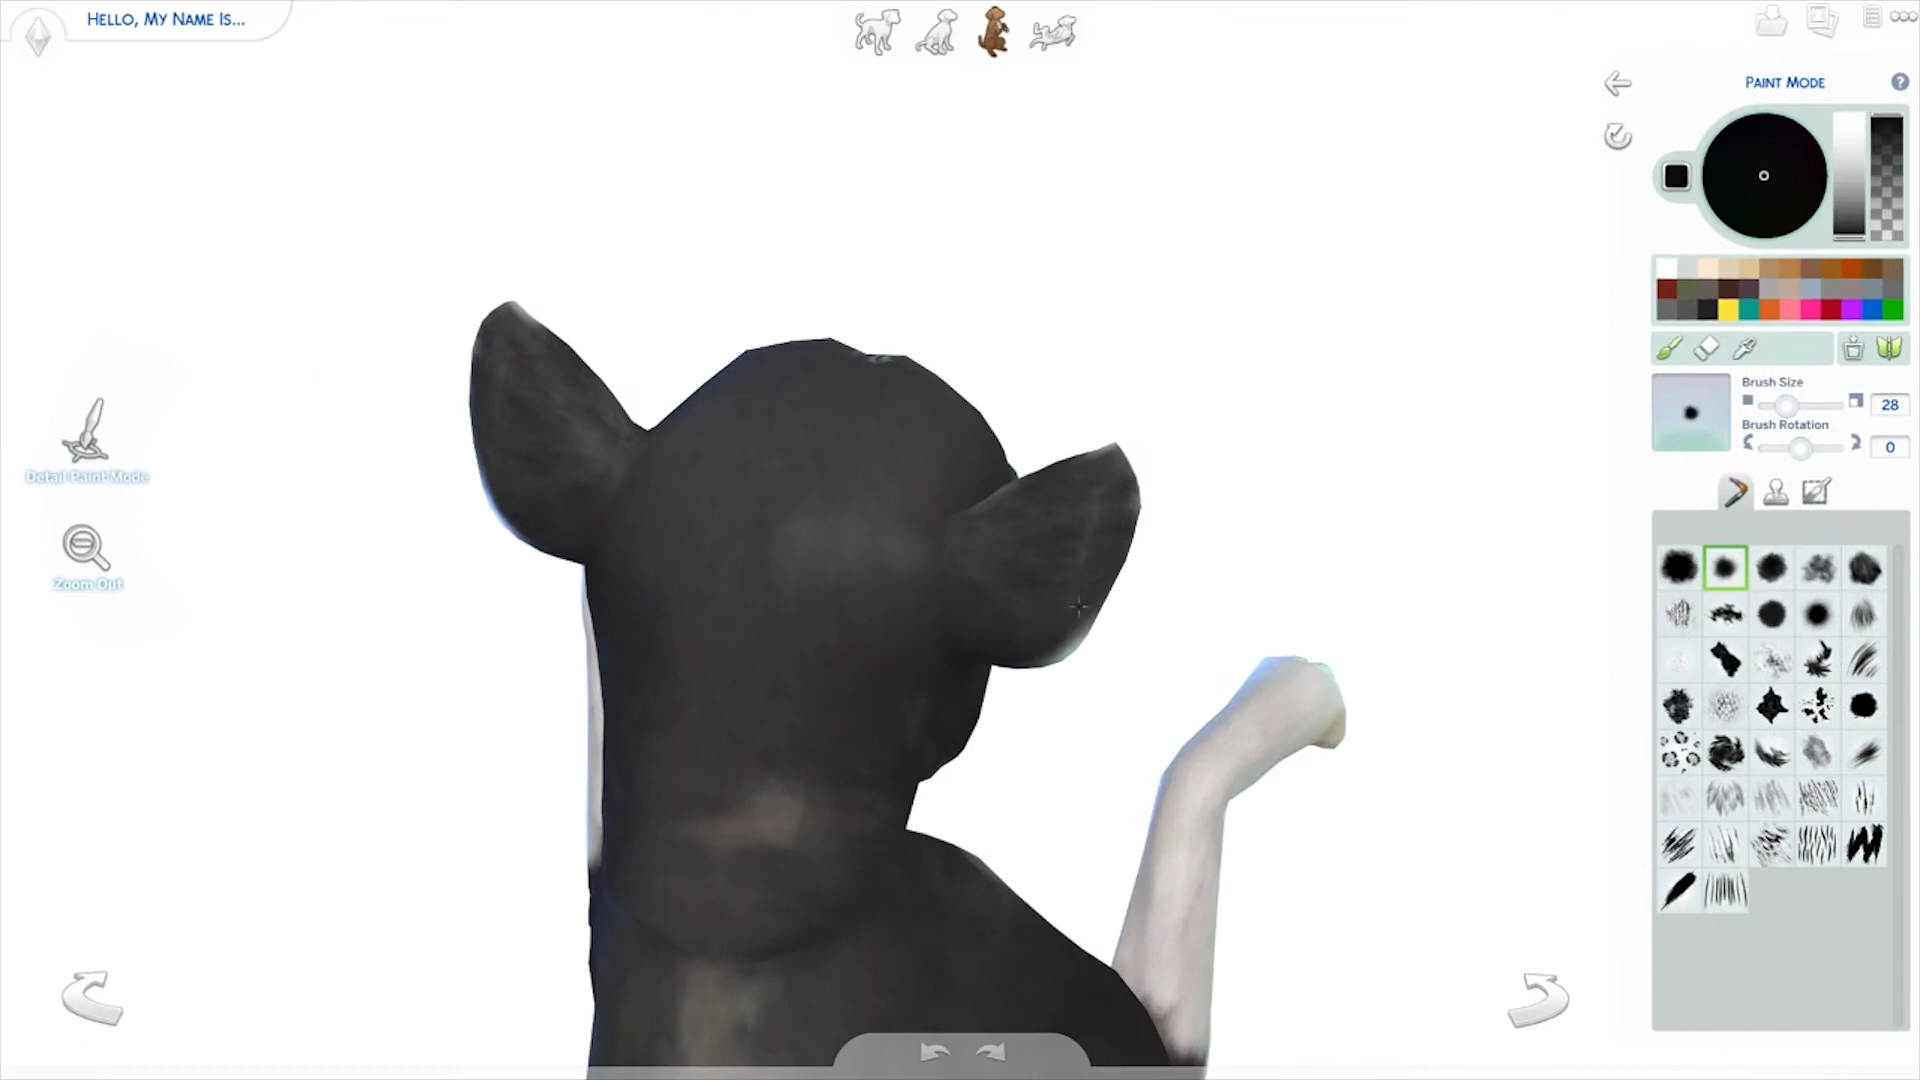 Hello, My Name Is...
Paint Mode
?
Brush Size
28
Brush Rotation
0
Detail Paint Mode
Zoom Out